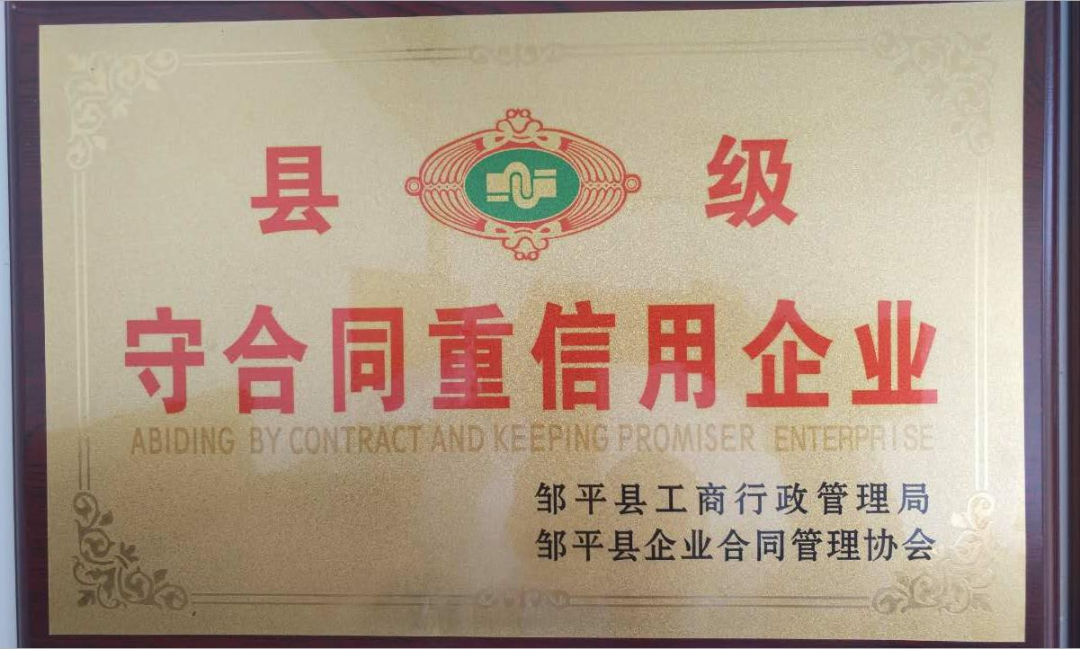 县 级
守合同重信用企业
ABIDING BY CONTRACT AND KEEPING PROMISER ENTERPRISE
邹平县工商行政管理局
邹平县企业合同管理协会